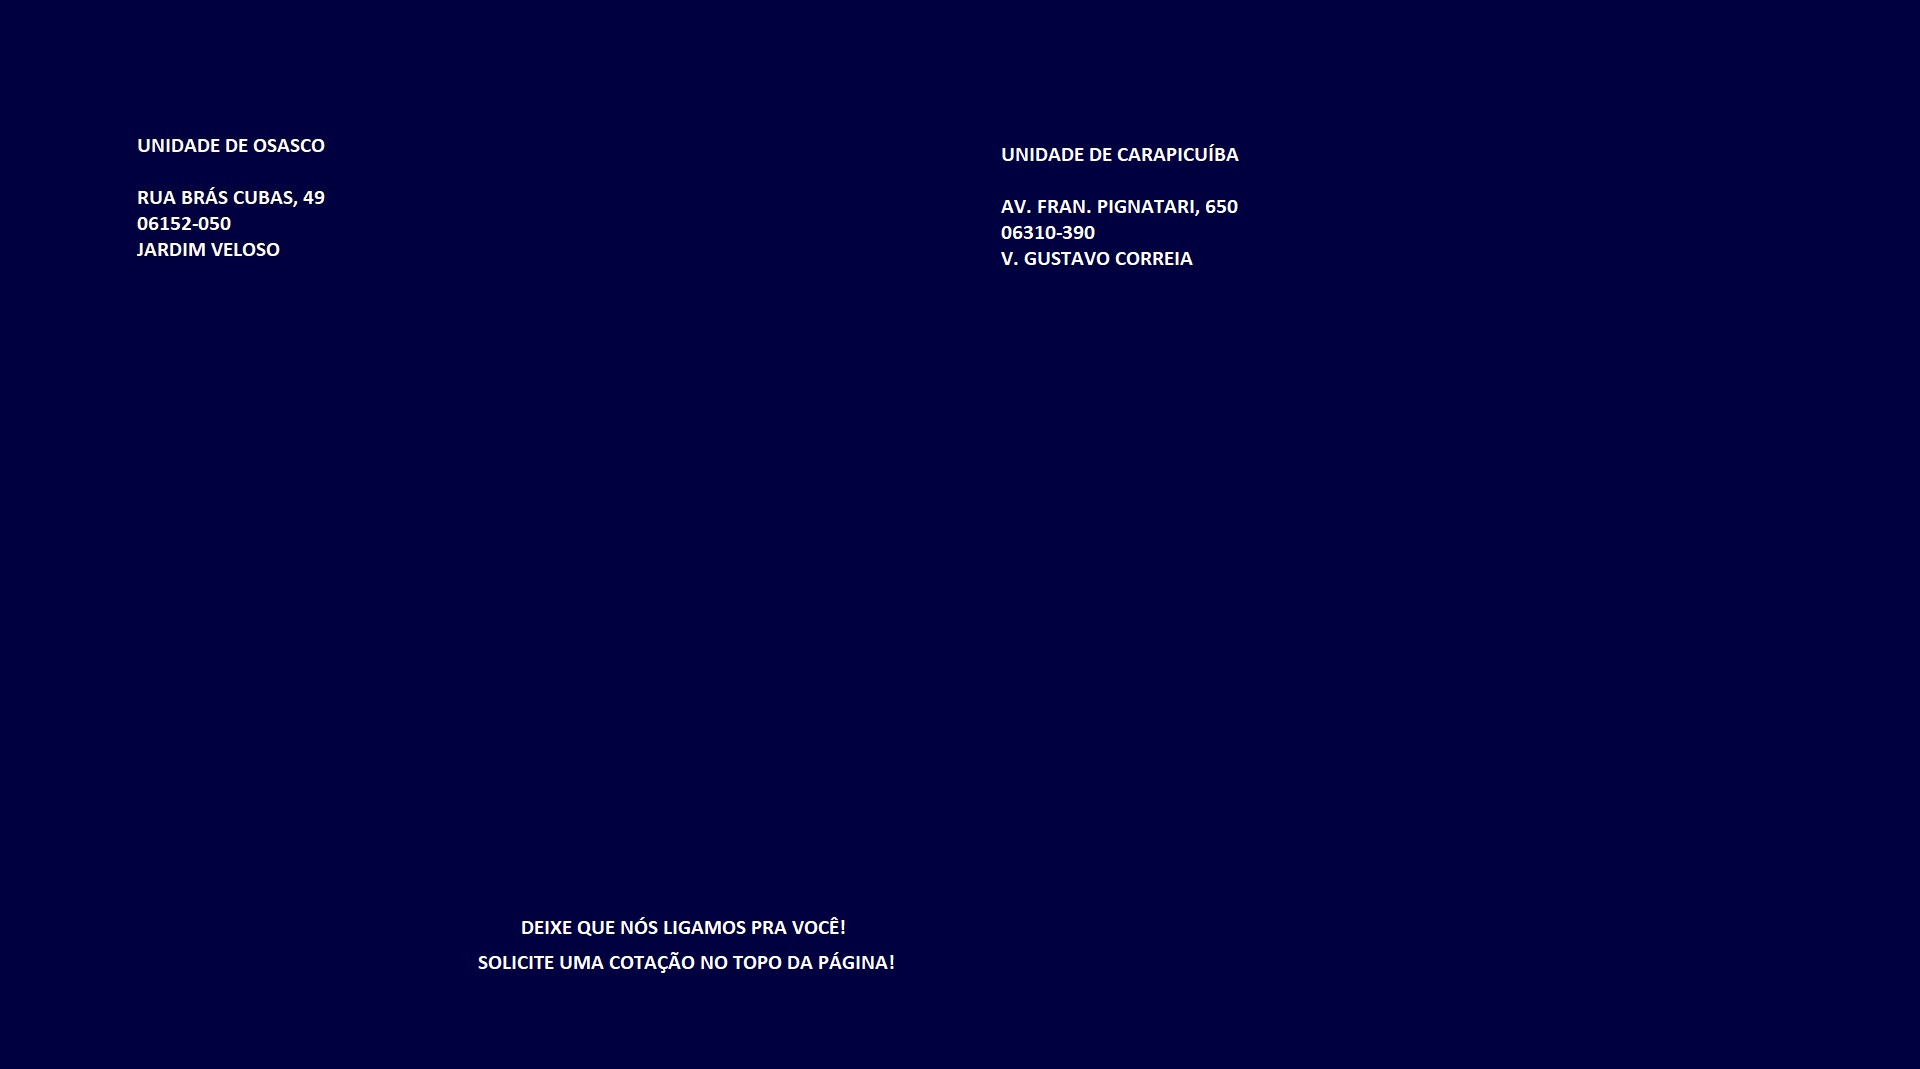 UNIDADE DE OSASCO
RUA BRÁS CUBAS, 49
06152-050
JARDIM VELOSO
UNIDADE DE CARAPICUÍBA
AV. FRAN. PIGNATARI, 650
06310-390
V. GUSTAVO CORREIA
DEIXE QUE NÓS LIGAMOS PRA VOCÊ!
SOLICITE UMA COTAÇÃO NO TOPO DA PÁGINA!